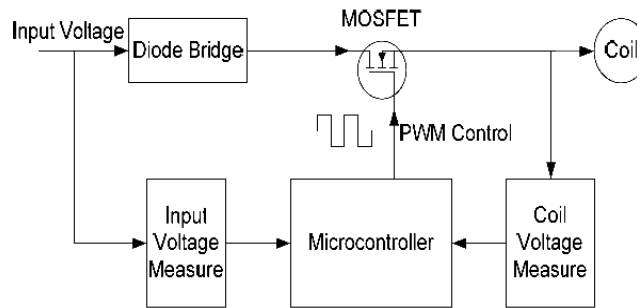 MOSFET
Input Voltage
Diode Bridge
Coil
PWM Control
Input
Voltage
Measure
Microcontroller
Coil
Voltage
Measure